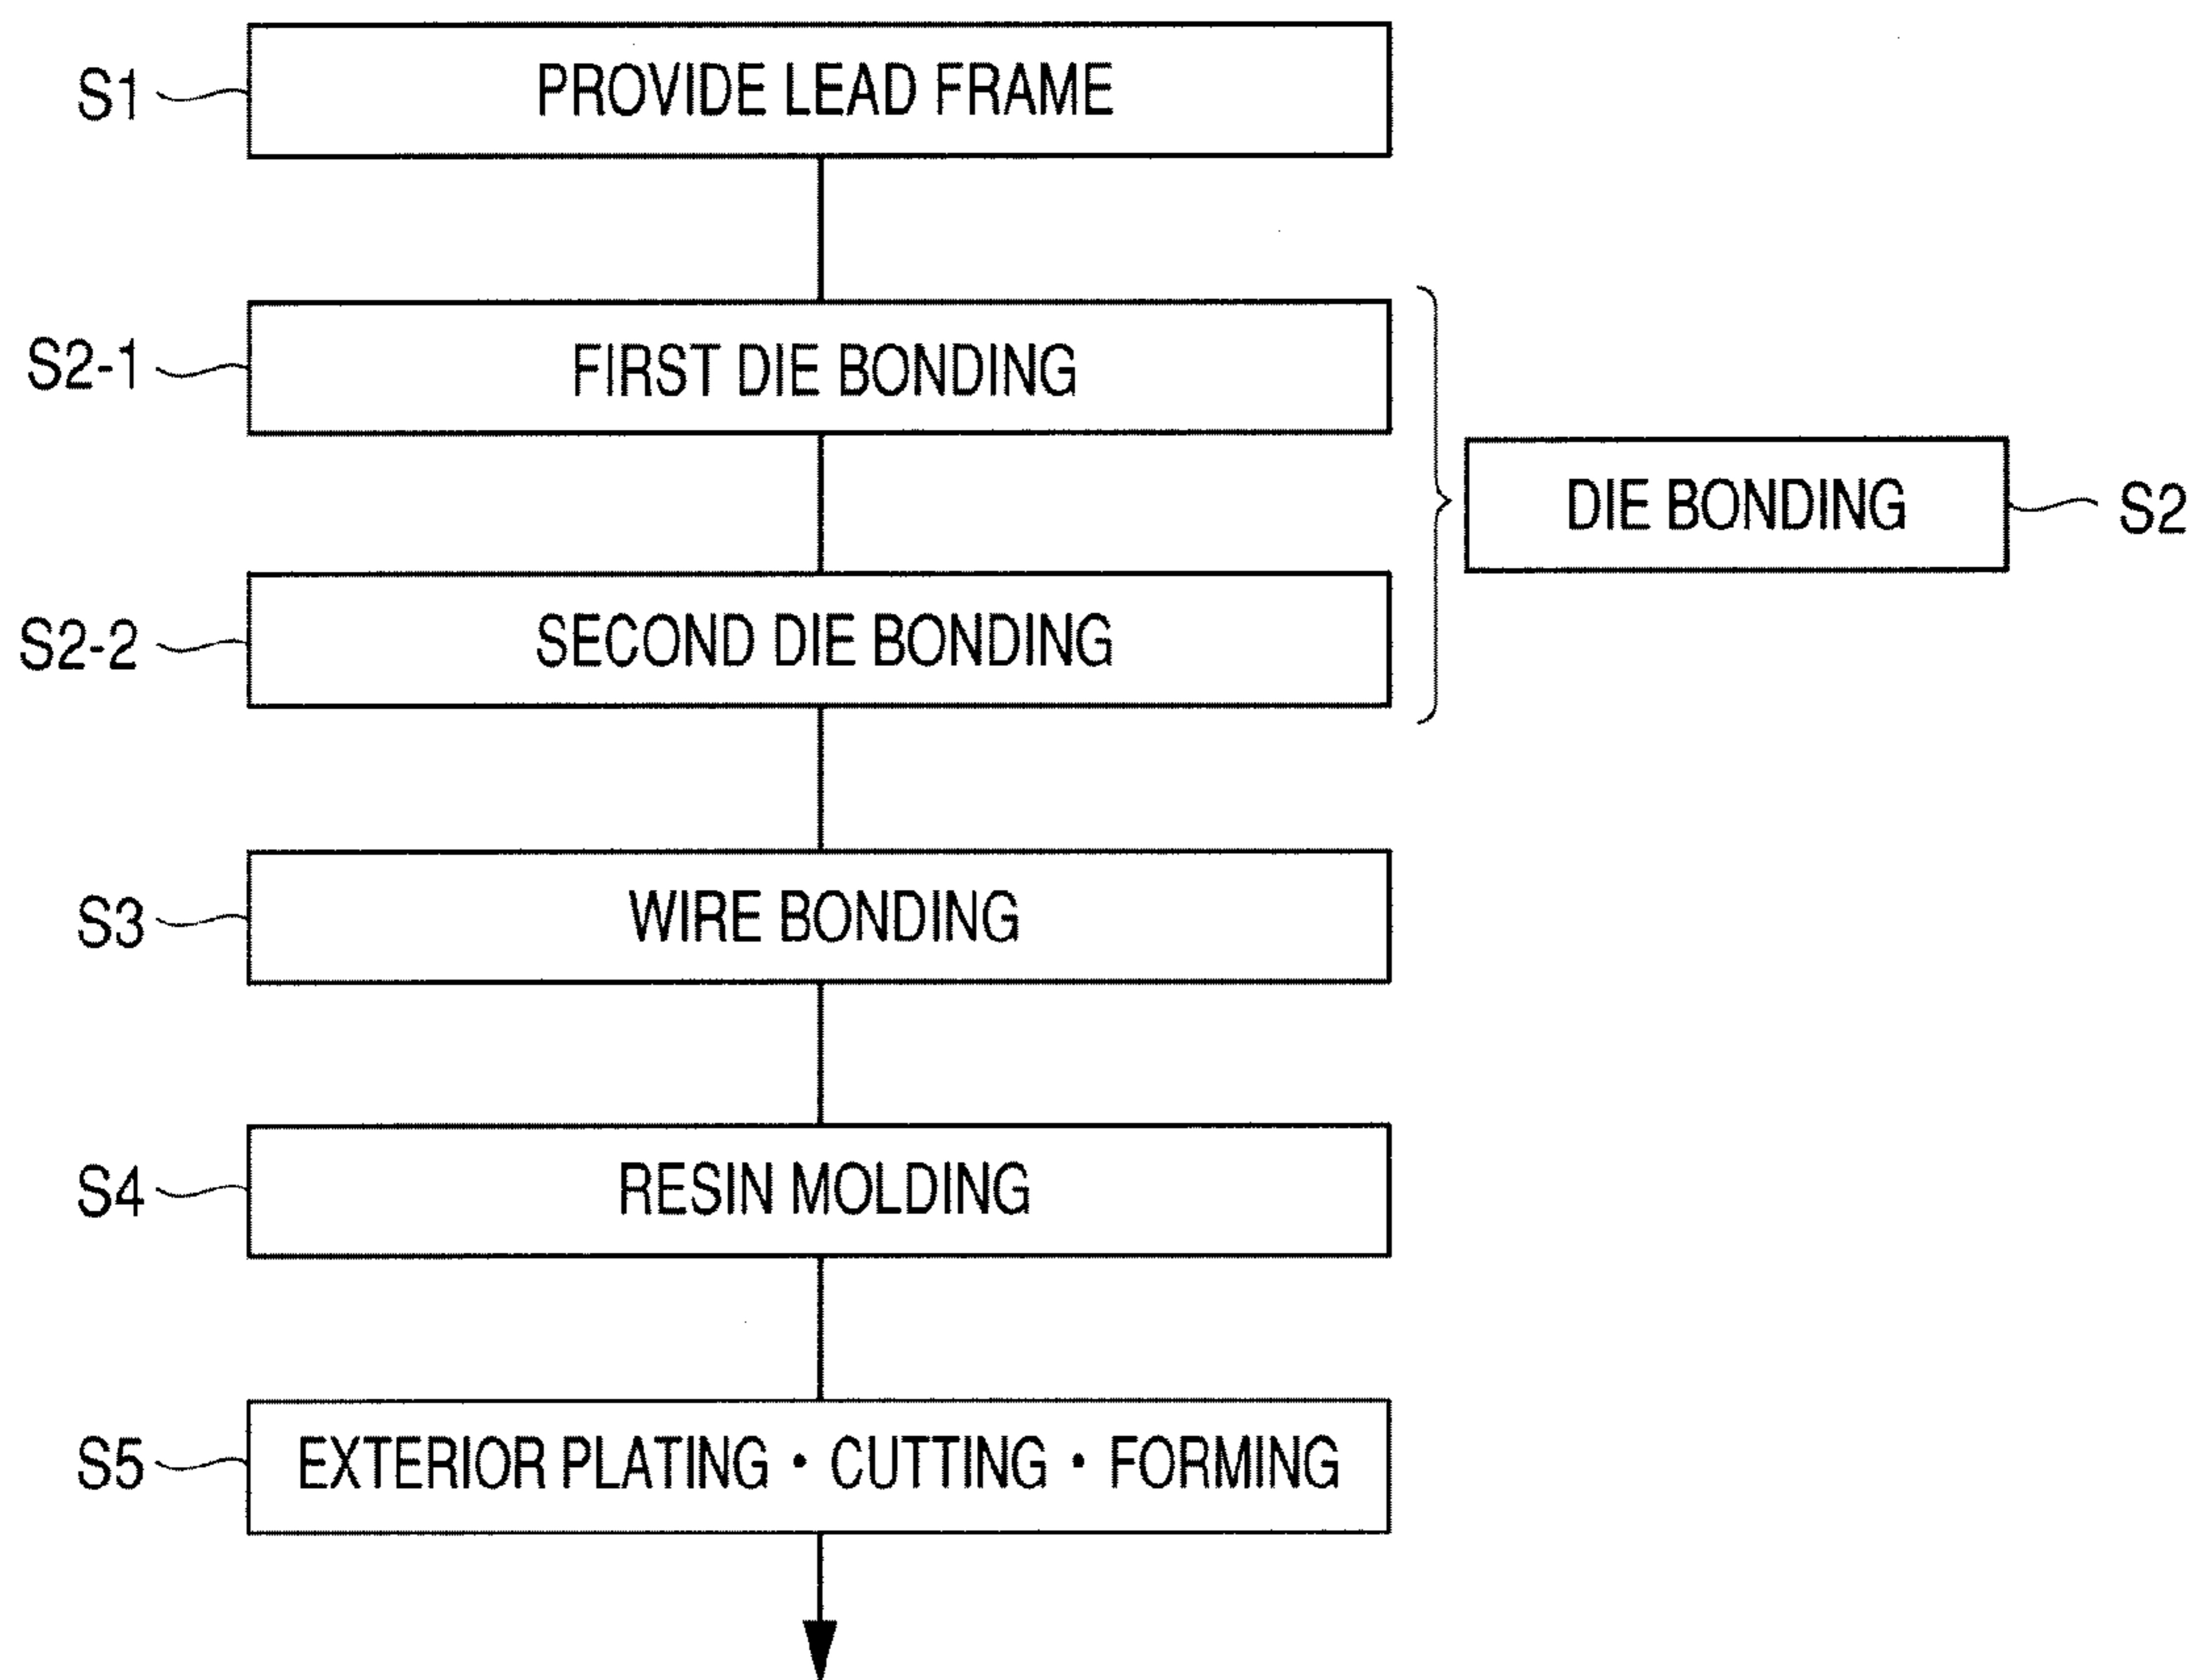 S1 PROVIDE LEAD FRAME
S2-1 FIRST DIE BONDING
DIE BONDING S2
S2-2 SECOND DIE BONDING
S3 WIRE BONDING
S4 RESIN MOLDING
S5 EXTERIOR PLATING・CUTTING・FORMING